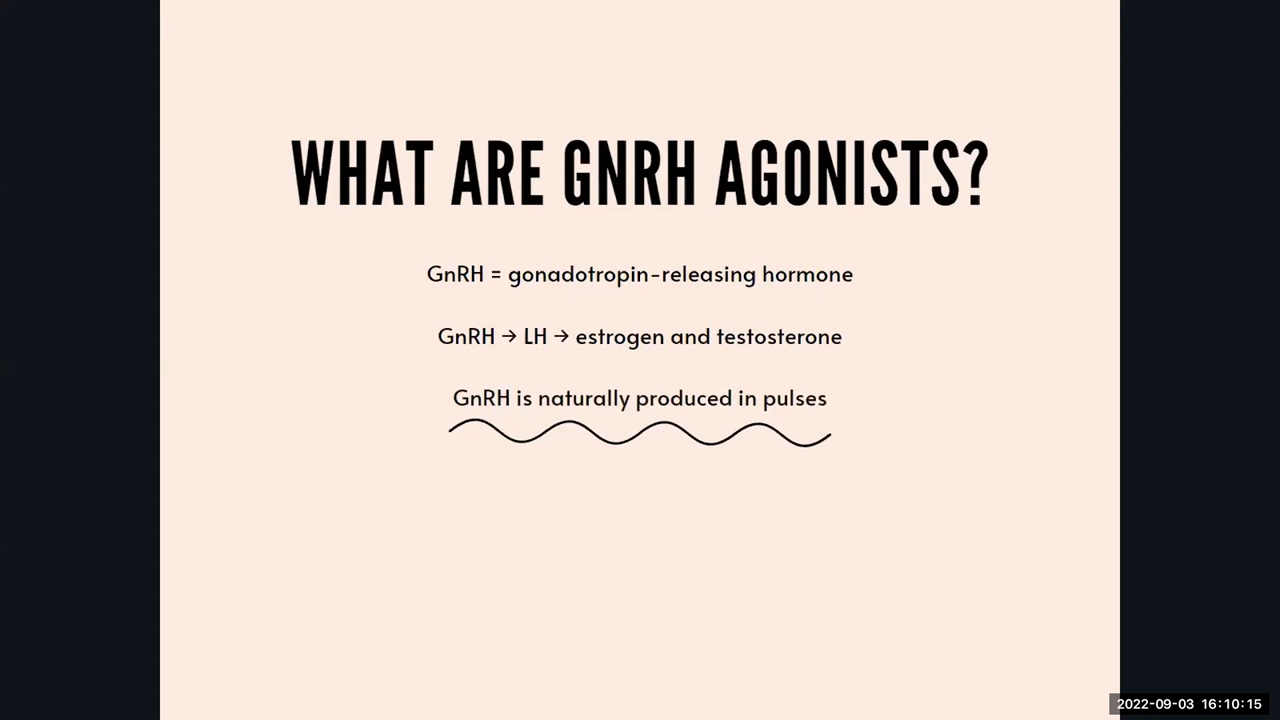 WHAT ARE GNRH AGONISTS?
GnRH = gonadotropin-releasing hormone
GnRH → LH → estrogen and testosterone
GnRH is naturally produced in pulses
2022-09-03 16:10:15